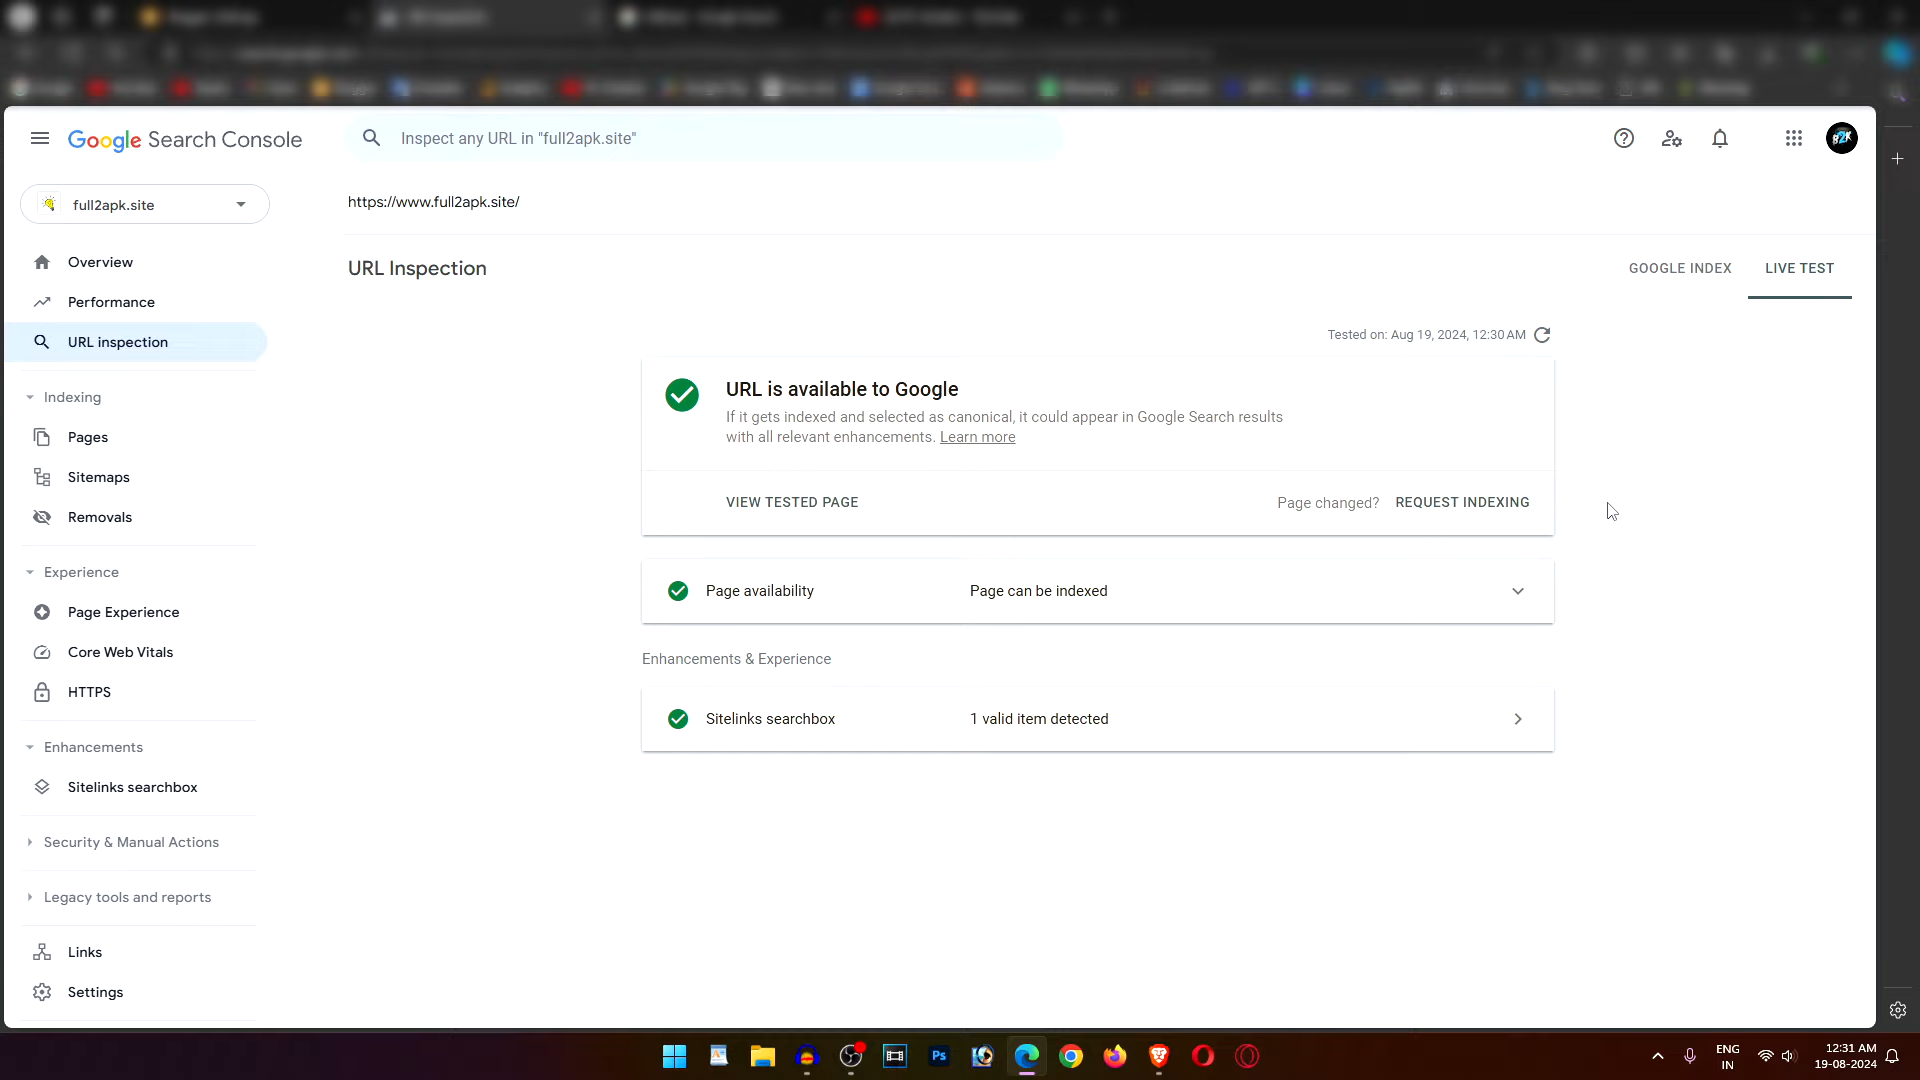 Google Search Console
Inspect any URL in "full2apk.site"
full2apk.site
https://www.full2apk.site/
Overview
Performance
URL inspection
Indexing
Pages
Sitemaps
Removals
Experience
Page Experience
Core Web Vitals
HTTPS
Enhancements
Sitelinks searchbox
Security & Manual Actions
Legacy tools and reports
Links
Settings
URL Inspection
GOOGLE INDEX
LIVE TEST
Tested on: Aug 19, 2024, 12:30 AM
URL is available to Google
If it gets indexed and selected as canonical, it could appear in Google Search results
with all relevant enhancements. Learn more
VIEW TESTED PAGE
Page changed? REQUEST INDEXING
Page availability
Page can be indexed
Enhancements & Experience
Sitelinks searchbox
1 valid item detected
Ps
ENG
IN
12:31 AM
19-08-2024